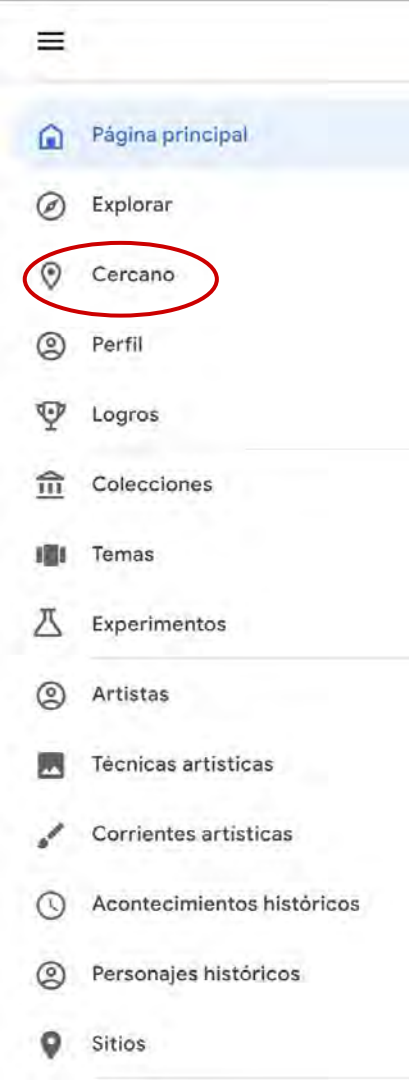 Página principal
Explorar
Cercano
Perfil
Logros
Colecciones
Temas
Experimentos
Artistas
Técnicas artísticas
Corrientes artísticas
Acontecimientos históricos
Personajes históricos
Sitios